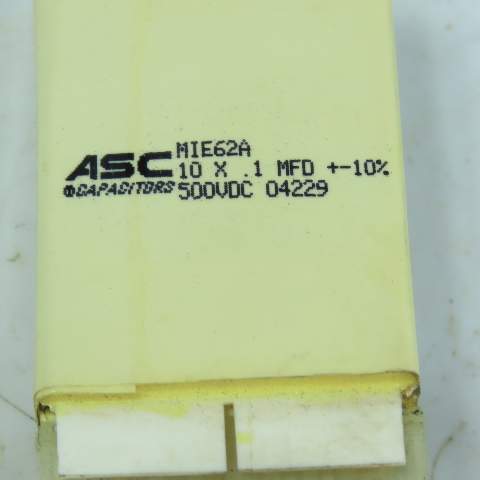 MIE62A
ASC 10 X .1 MFD +-10%
CAPACITORS 500VDC 04229